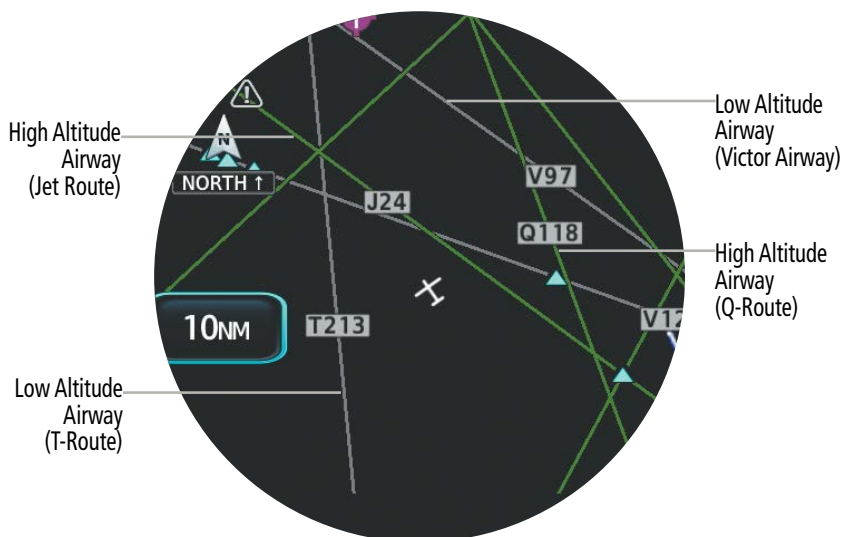 High Altitude
Airway
(Jet Route)
Low Altitude
Airway
(Victor Airway)
N
NORTH ↑
V97
J24
Q118
High Altitude
Airway
(Q-Route)
10NM
T213
V12
Low Altitude
Airway
(T-Route)